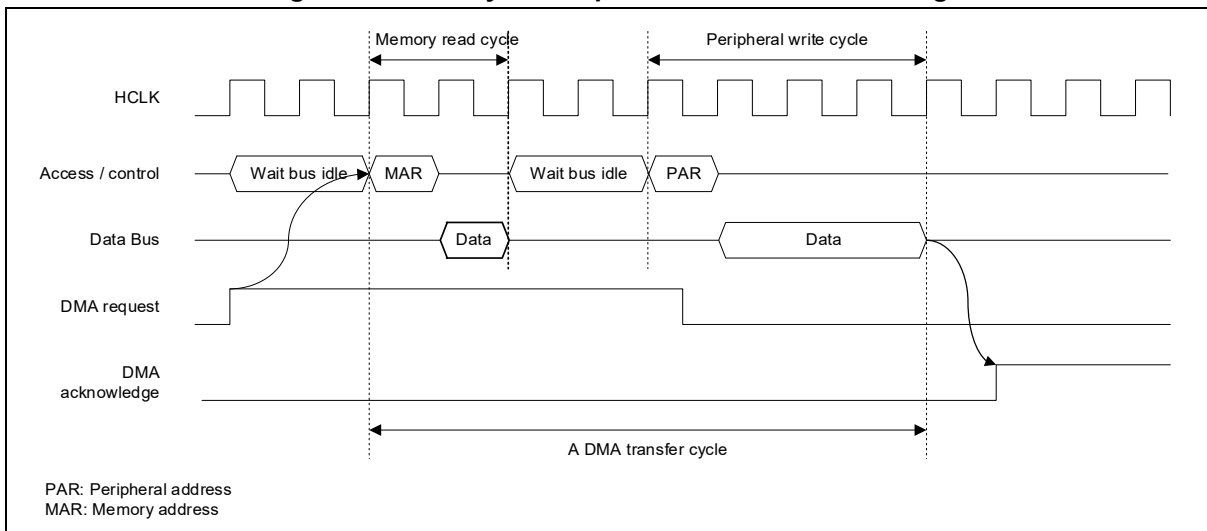 Memory read cycle
Peripheral write cycle
HCLK
Access / control
Wait bus idle
MAR
Wait bus idle
PAR
Data Bus
Data
Data
DMA request
DMA
acknowledge
A DMA transfer cycle
PAR: Peripheral address
MAR: Memory address